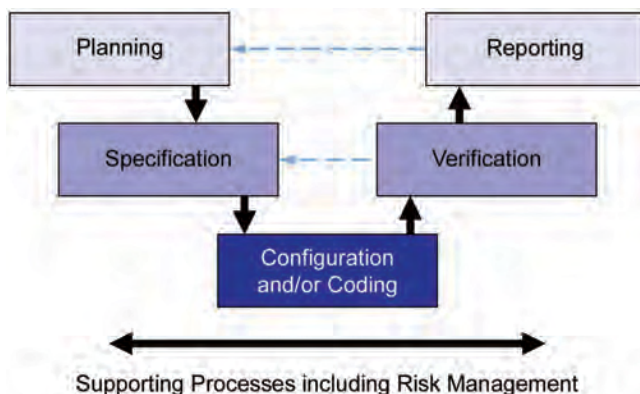 Planning
Reporting
Specification
Verification
Configuration
and/or Coding
Supporting Processes including Risk Management